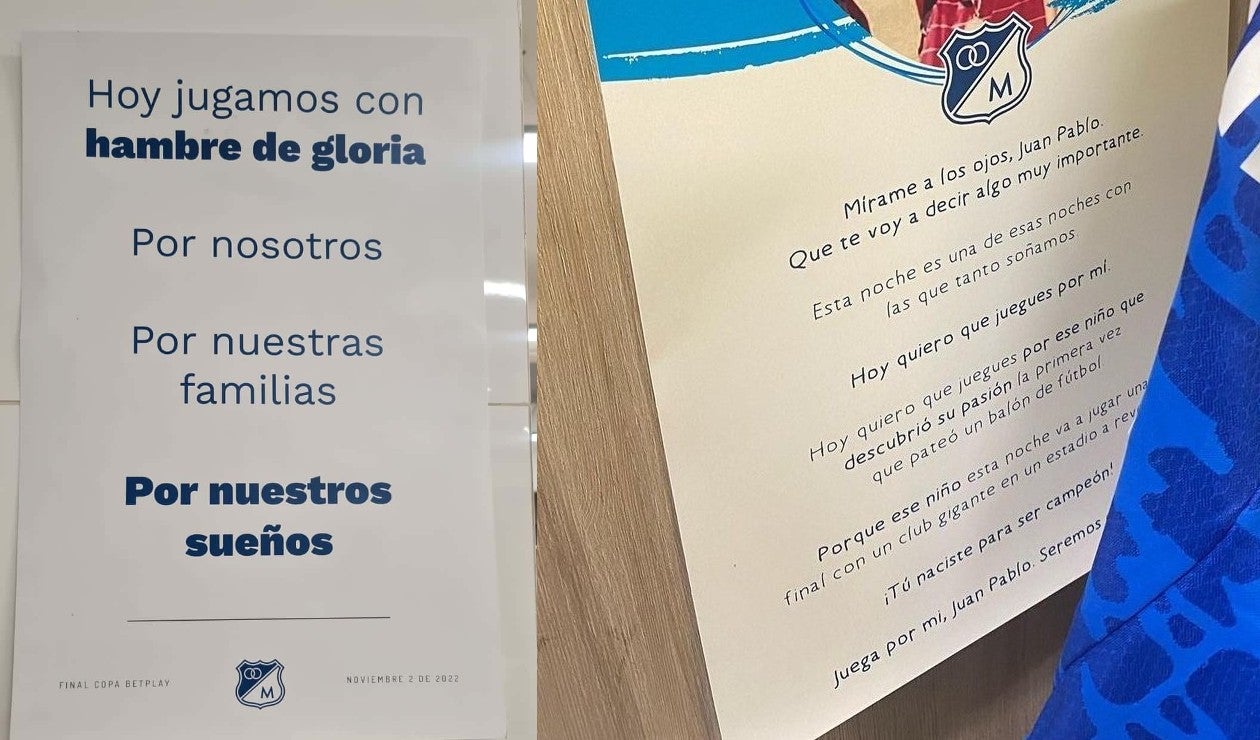 Hoy jugamos con
hambre de gloria
Por nosotros
Por nuestras
familias
Por nuestros
sueños
FINAL COPA BETPLAY
M
NOVIEMBRE 2 DE 2022
M
Mírame a los ojos, Juan Pablo.
Que te voy a decir algo muy importante.
Esta noche es una de esas noches con
las que tanto soñamos.
Hoy quiero que juegues por mí.
Hoy quiero que juegues por ese niño que
descubrió su pasión la primera vez
que pateó un balón de fútbol
Porque ese niño esta noche va a jugar una
final con un club gigante en un estadio a
¡Tú naciste para ser campeón!
Juega por mi, Juan Pablo. Seremos